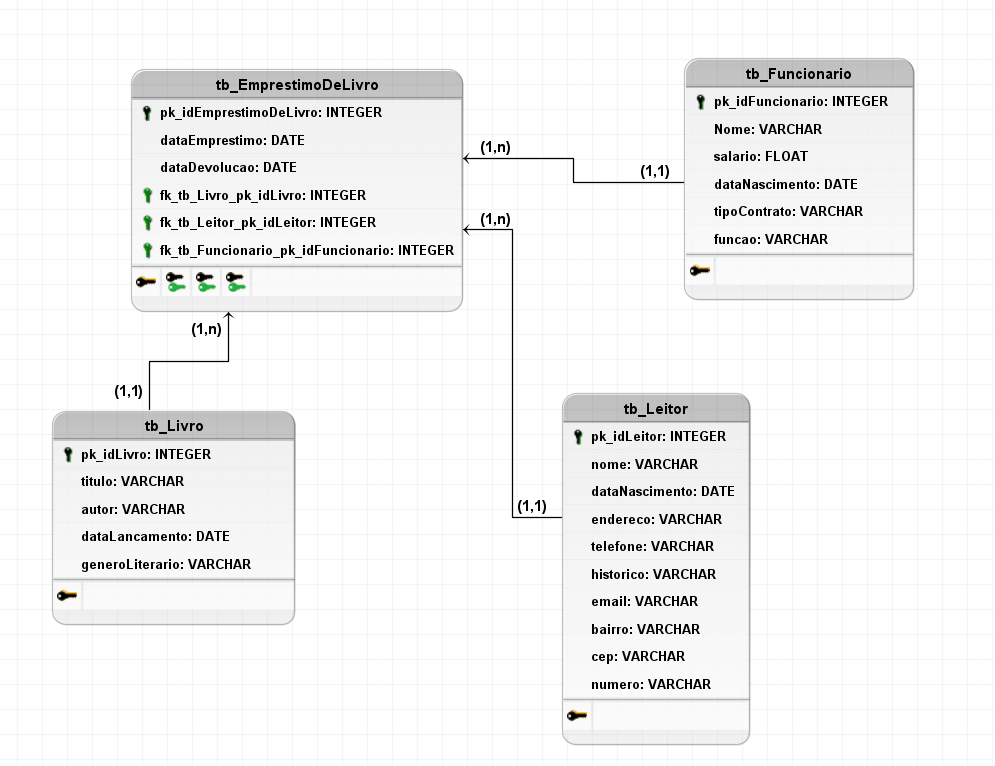 tb_EmprestimoDeLivro
pk_idEmprestimoDeLivro: INTEGER
dataEmprestimo: DATE
dataDevolucao: DATE
fk_tb_Livro_pk_idLivro: INTEGER
fk_tb_Leitor_pk_idLeitor: INTEGER
fk_tb_Funcionario_pk_idFuncionario: INTEGER
tb_Funcionario
pk_idFuncionario: INTEGER
Nome: VARCHAR
salario: FLOAT
dataNascimento: DATE
tipoContrato: VARCHAR
funcao: VARCHAR
(1,n)
(1,1)
(1,n)
(1,n)
(1,1)
(1,1)
tb_Livro
pk_idLivro: INTEGER
titulo: VARCHAR
autor: VARCHAR
dataLancamento: DATE
generoLiterario: VARCHAR
tb_Leitor
pk_idLeitor: INTEGER
nome: VARCHAR
dataNascimento: DATE
endereco: VARCHAR
telefone: VARCHAR
historico: VARCHAR
email: VARCHAR
bairro: VARCHAR
cep: VARCHAR
numero: VARCHAR